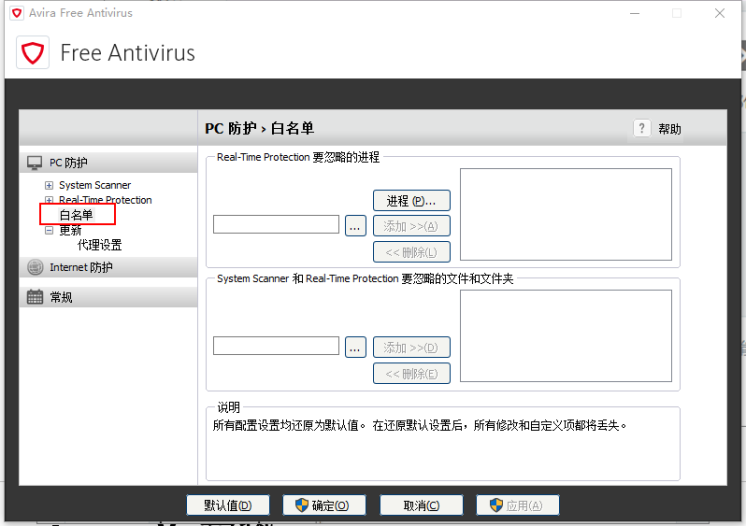 Avira Free Antivirus
Free Antivirus
PC 防护 › 白名单
? 帮助
PC 防护
System Scanner
Real-Time Protection
白名单
更新
代理设置
Internet 防护
常规
Real-Time Protection 要忽略的进程
进程 (P)...
...
添加 >>(A)
<< 删除(L)
System Scanner 和 Real-Time Protection 要忽略的文件和文件夹
...
添加 >>(D)
<< 删除(E)
说明
所有配置设置均还原为默认值。 在还原默认设置后，所有修改和自定义项都将丢失。
默认值(D)
确定(O)
取消(C)
应用(A)